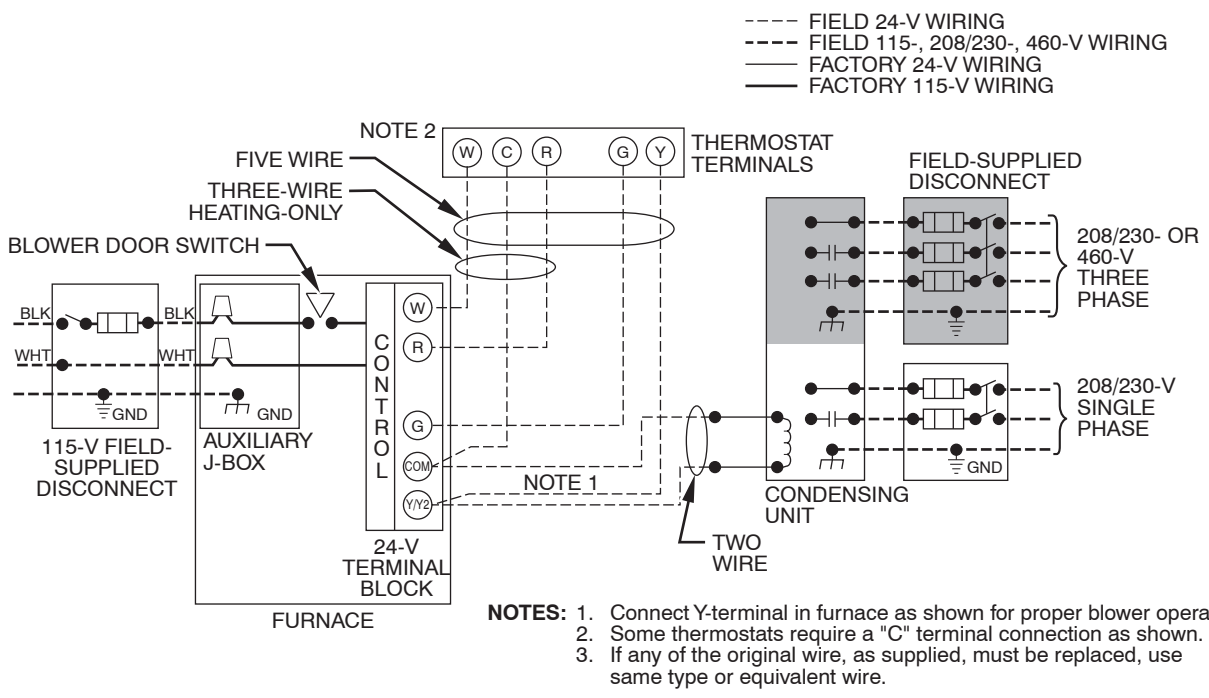 FIELD 24-V WIRING
FIELD 115-, 208/230-, 460-V WIRING
FACTORY 24-V WIRING
FACTORY 115-V WIRING
NOTE 2
W C R G Y
THERMOSTAT
TERMINALS
FIVE WIRE
THREE-WIRE
HEATING-ONLY
BLOWER DOOR SWITCH
FIELD-SUPPLIED
DISCONNECT
208/230- OR
460-V
THREE
PHASE
BLK
BLK
WHT
WHT
GND
GND
115-V FIELD-
SUPPLIED
DISCONNECT
AUXILIARY
J-BOX
CONTROL
W
R
G
COM
Y/Y2
24-V
TERMINAL
BLOCK
FURNACE
NOTE 1
TWO
WIRE
CONDENSING
UNIT
208/230-V
SINGLE
PHASE
GND
NOTES: 1. Connect Y-terminal in furnace as shown for proper blower opera
2. Some thermostats require a "C" terminal connection as shown.
3. If any of the original wire, as supplied, must be replaced, use
same type or equivalent wire.